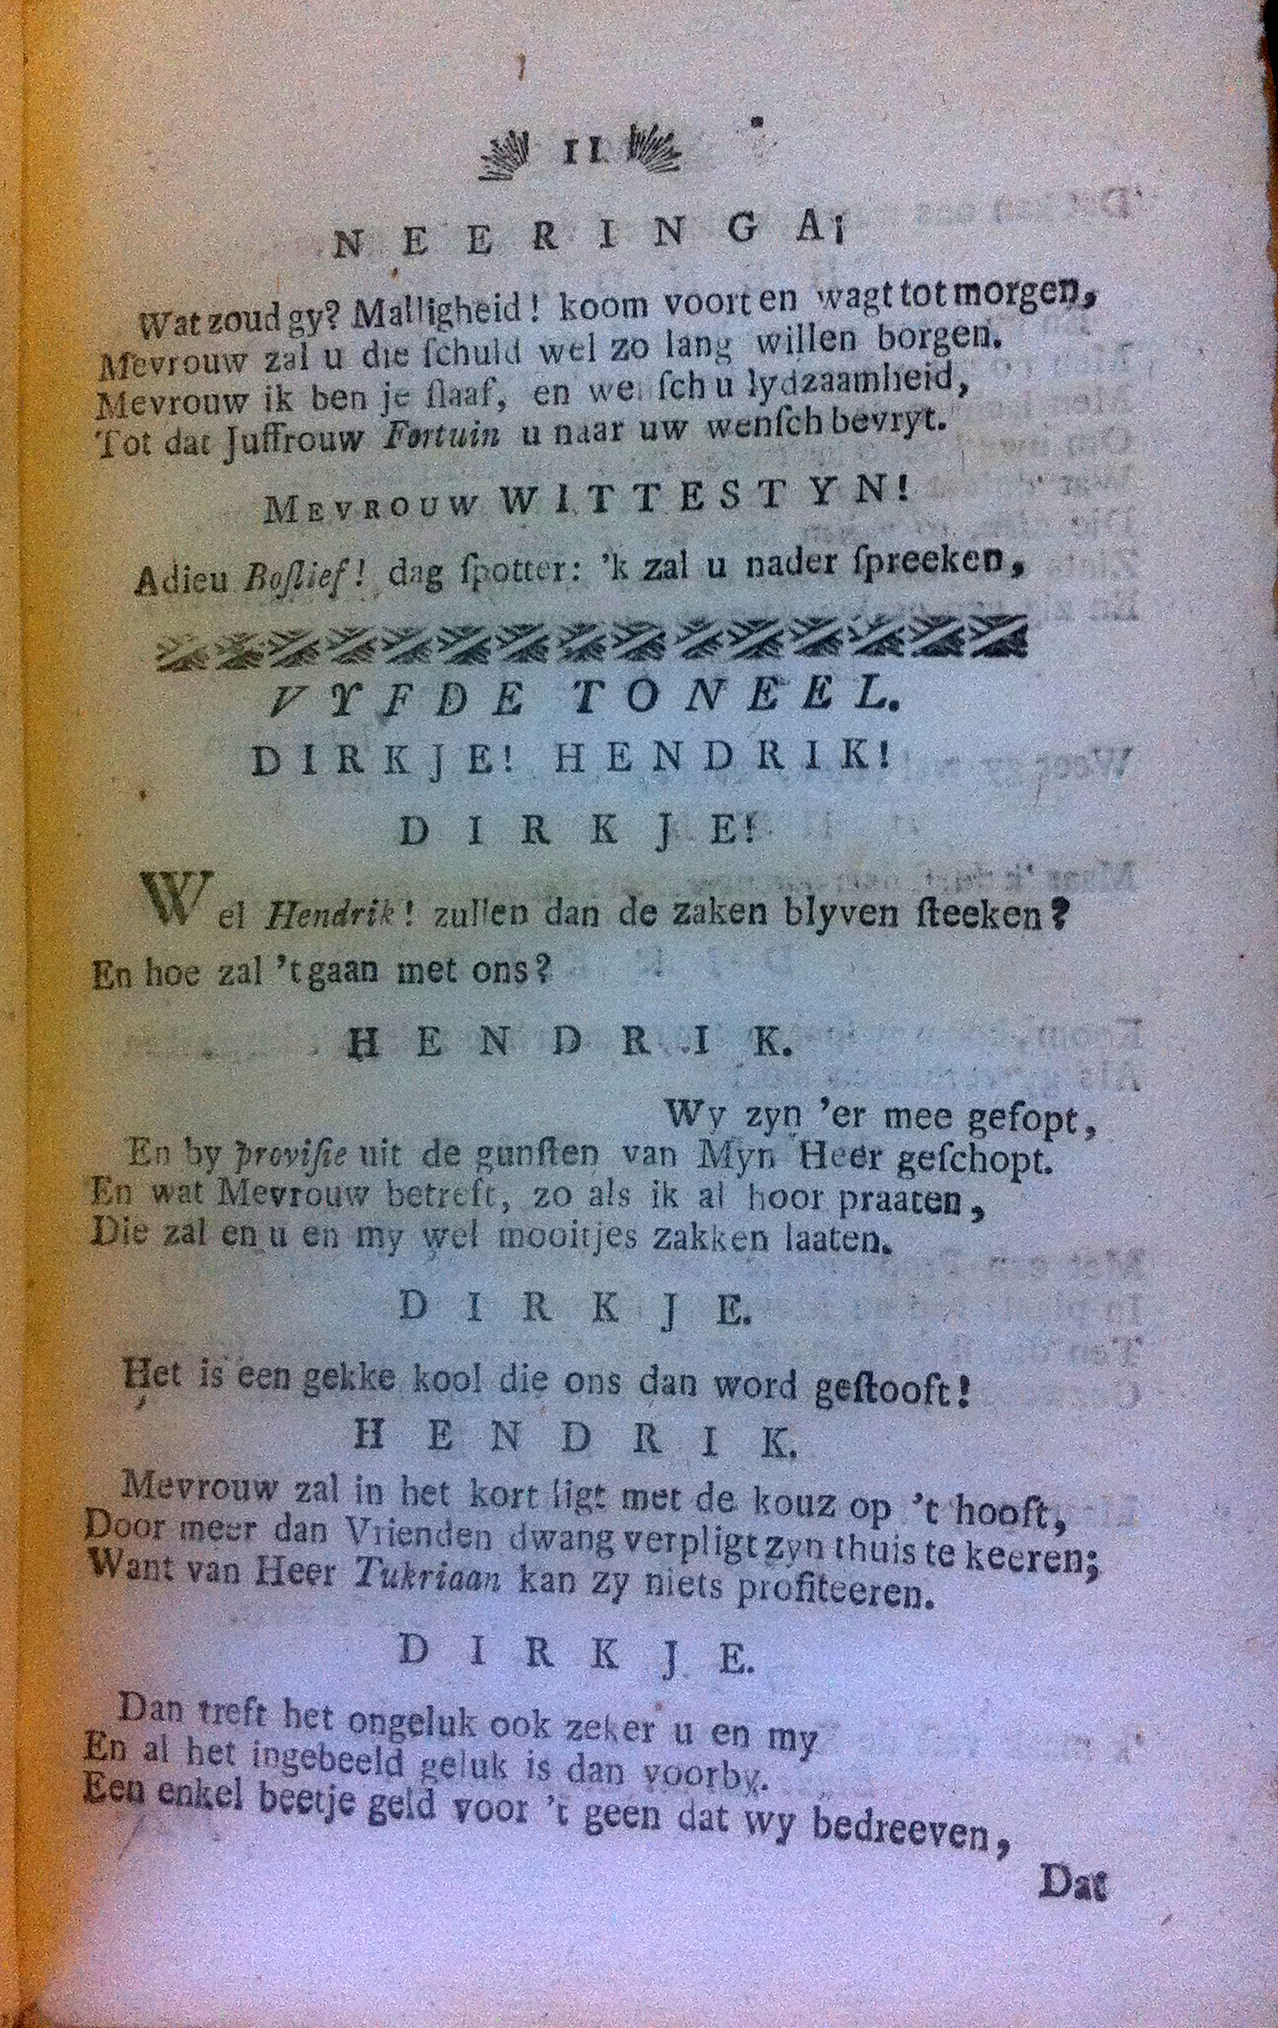 11
NEERINGA¡
Wat zoud gy? Malligheid! koom voort en wagt tot morgen,
Mevrouw zal u die ſchuld wel zo lang willen borgen.
Mevrouw ik ben je ſlaaf, en wenſch u lydzaamheid,
Tot dat Juffrouw Fortuin u naar uw wenſch bevryt.
MEVROUW WITTESTYN!
Adieu Boſlief! dag ſpotter: 'k zal u nader ſpreeken,
VYFDE TONEEL.
DIRKJE! HENDRIK!
DIRKJE!
Wel Hendrik! zullen dan de zaken blyven ſteeken?
En hoe zal 't gaan met ons?
HENDRIK.
Wy zyn 'er mee gefopt,
En by proviſie uit de gunſten van Myn Heer geſchopt.
En wat Mevrouw betreft, zo als ik al hoor praaten,
Die zal en u en my wel mooitjes zakken laaten.
DIRKJE.
Het is een gekke kool die ons dan word geſtooft!
HENDRIK.
Mevrouw zal in het kort ligt met de kouz op 't hooft,
Door meer dan Vrienden dwang verpligt zyn thuis te keeren;
Want van Heer Tukriaan kan zy niets profiteeren.
DIRKJE.
Dan treft het ongeluk ook zeker u en my
En al het ingebeeld geluk is dan voorby.
Een enkel beetje geld voor 't geen dat wy bedreeven,
Dat